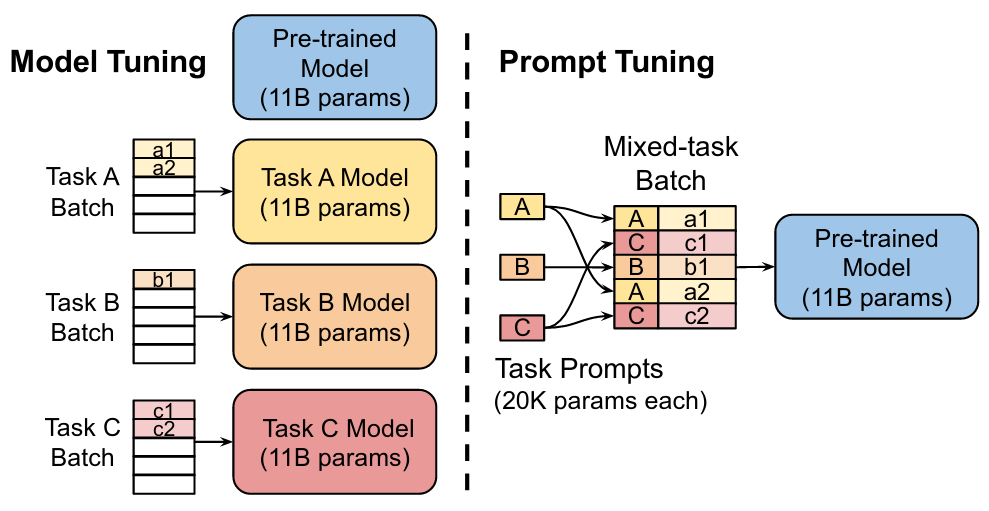 Model Tuning
Pre-trained
Model
(11B params)
Task A
Batch
a1
a2
Task A Model
(11B params)
Task B
Batch
b1
Task B Model
(11B params)
Task C
Batch
c1
c2
Task C Model
(11B params)
Prompt Tuning
Mixed-task
Batch
A
B
C
A a1
C c1
B b1
A a2
C c2
Task Prompts
(20K params each)
Pre-trained
Model
(11B params)